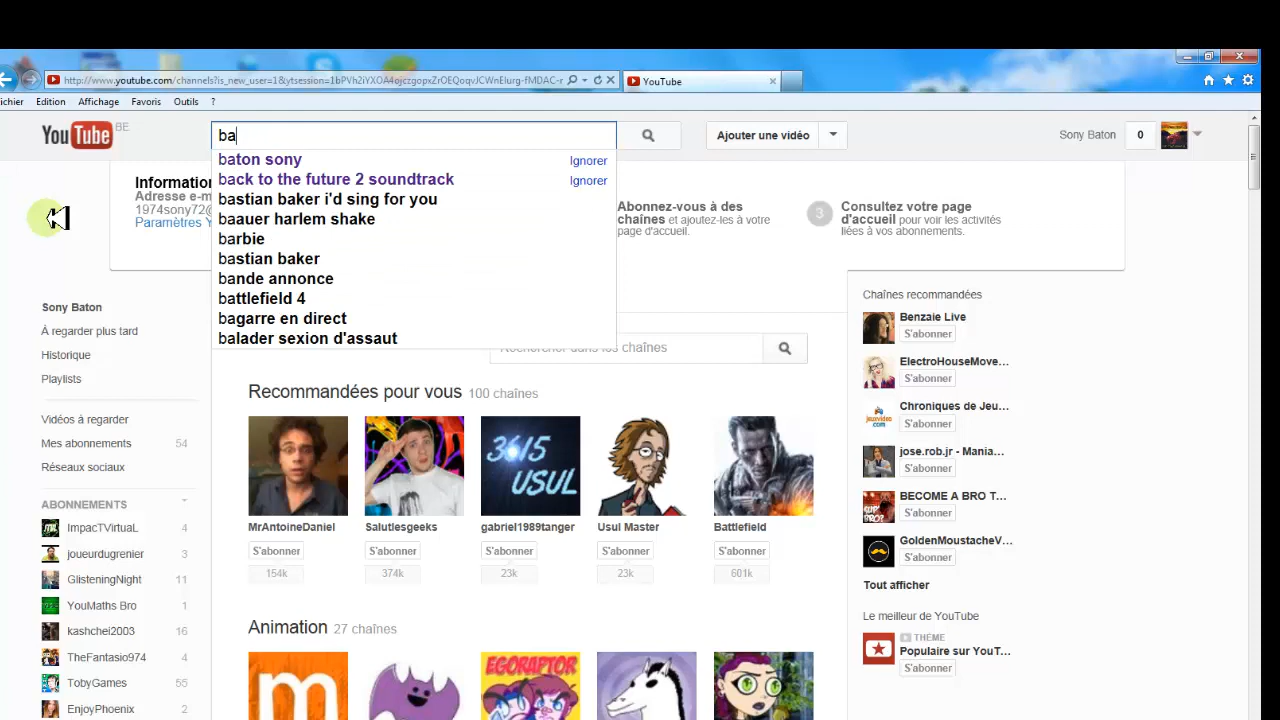 http://www.youtube.com/channels?is_new_user=1&ytsession=1bPVh2iYXOA4ojczgopxZrOEQoqvJCWnElurg-fMDAC-r
YouTube
ichier Edition Affichage Favoris Outils ?
YouTube BE
ba
Ajouter une vidéo
Sony Baton
0
baton sony Ignorer
back to the future 2 soundtrack Ignorer
bastian baker i'd sing for you
baauer harlem shake
barbie
bastian baker
bande annonce
battlefield 4
bagarre en direct
balader sexion d'assaut
Information
Adresse e-m
1974sony72@
Paramètres Y
Abonnez-vous à des
chaînes et ajoutez-les à votre
page d'accueil.
3
Consultez votre page
d'accueil pour voir les activités
liées à vos abonnements.
Sony Baton
À regarder plus tard
Historique
Playlists
Vidéos à regarder
Mes abonnements 54
Réseaux sociaux
ABONNEMENTS
ImpacTVirtuaL 4
joueurdugrenier 3
GlisteningNight 11
YouMaths Bro 1
kashchei2003 16
TheFantasio974 4
TobyGames 55
EnjoyPhoenix 2
Rechercher dans les chaînes
Recommandées pour vous 100 chaînes
3615
USUL
MrAntoineDaniel
S'abonner
154k
Salutlesgeeks
S'abonner
374k
gabriel1989tanger
S'abonner
23k
Usul Master
S'abonner
23k
Battlefield
S'abonner
601k
Animation 27 chaînes
m
EGORAPTOR
Chaînes recommandées
Benzaie Live
S'abonner
ElectroHouseMove...
S'abonner
jeuxvideo
.com
Chroniques de Jeu...
S'abonner
jose.rob.jr - Mania...
S'abonner
BECOME A BRO T...
S'abonner
GoldenMoustacheV...
S'abonner
Tout afficher
Le meilleur de YouTube
THÈME
Populaire sur YouT...
S'abonner